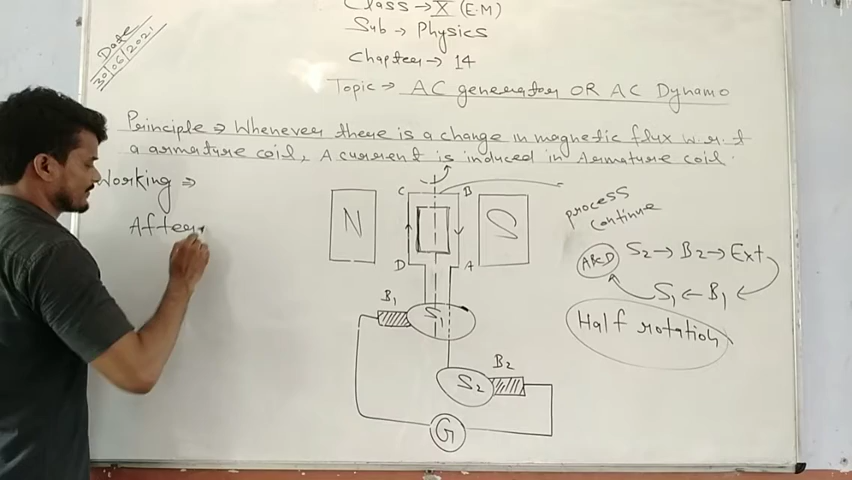 Class → X (E.M)
Sub → Physics
Chapter → 14
Topic → AC generator OR AC Dynamo
Date
30/06/2021
Principle ⇒ Whenever there is a change in magnetic flux w.r.t
a armature coil, A current is induced in Armature coil.
Working ⇒
After
C B
N S
D A
B1 S1
S2 B2
G
process
continue
ABCD S2 → B2 → Ext
S1 ← B1
Half rotation